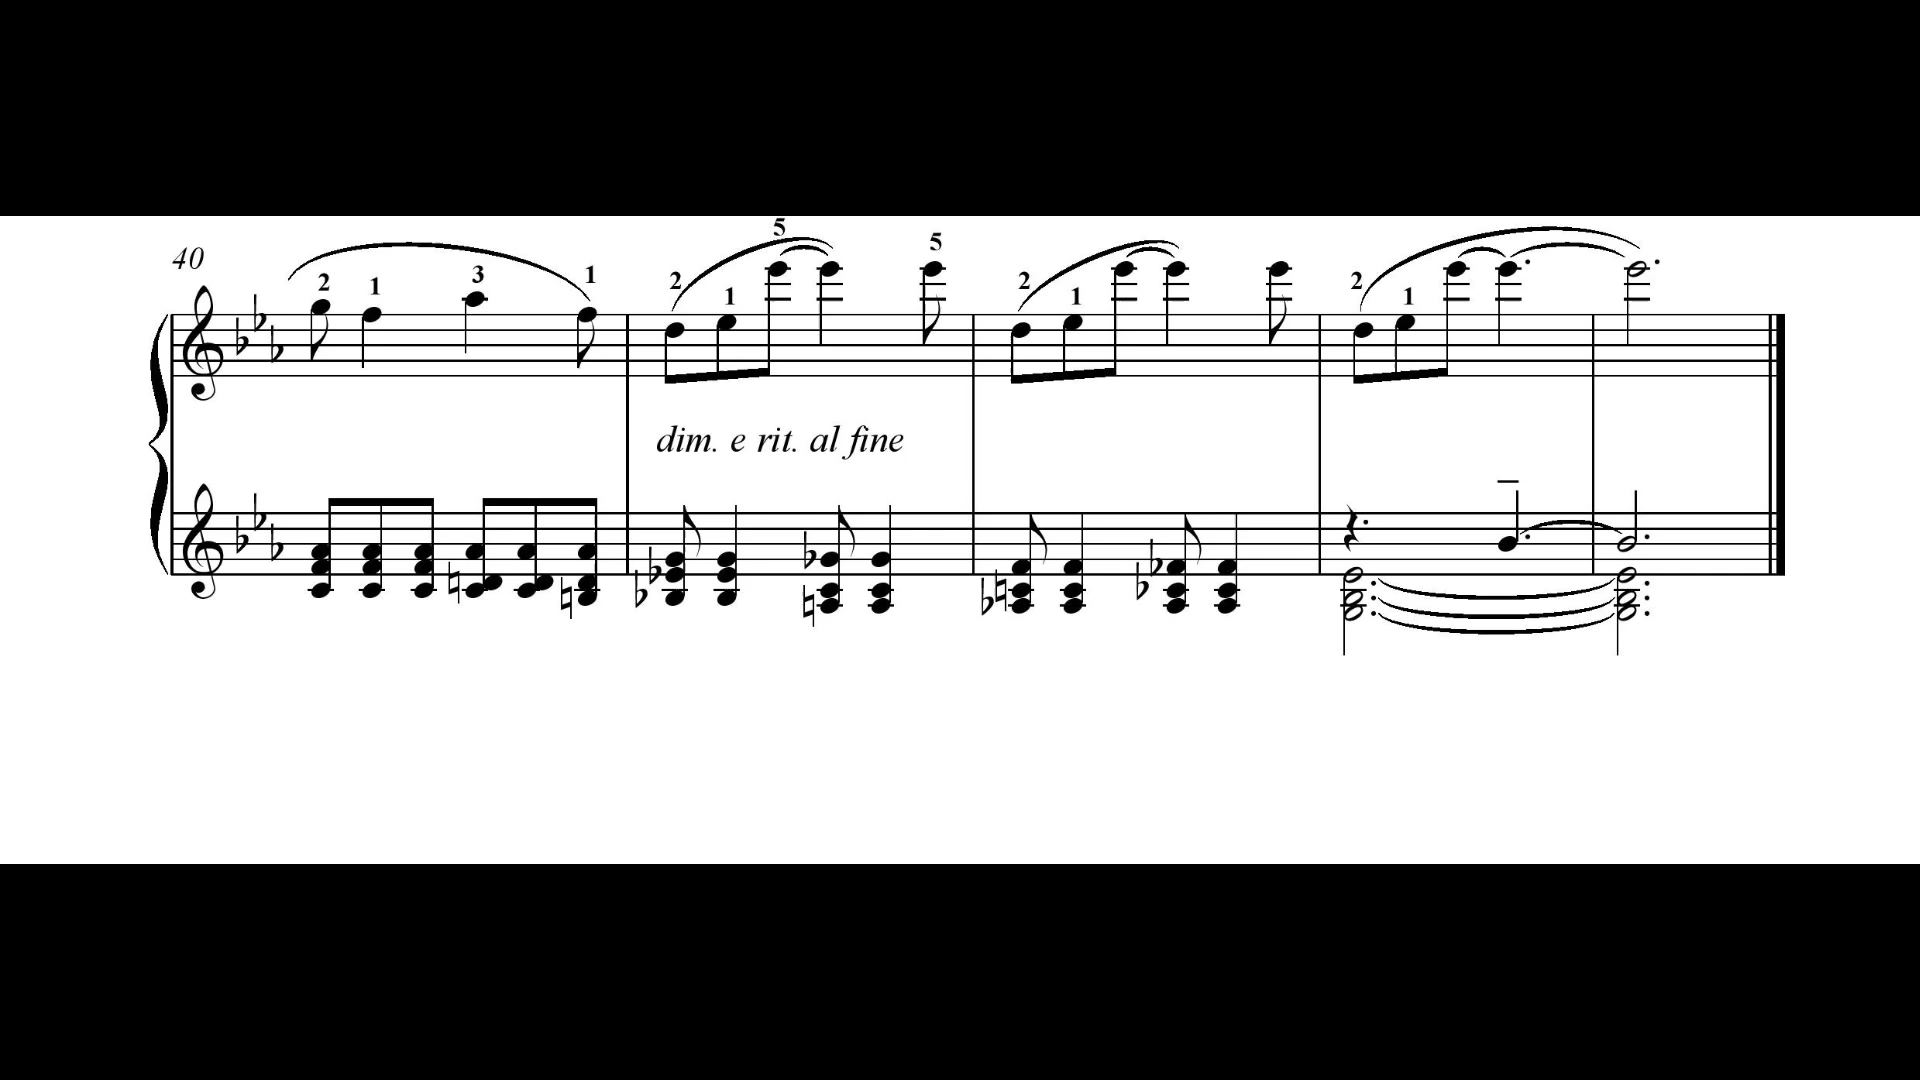 40
2 1 3 1 2 1 5 5 2 1 2 1
dim. e rit. al fine